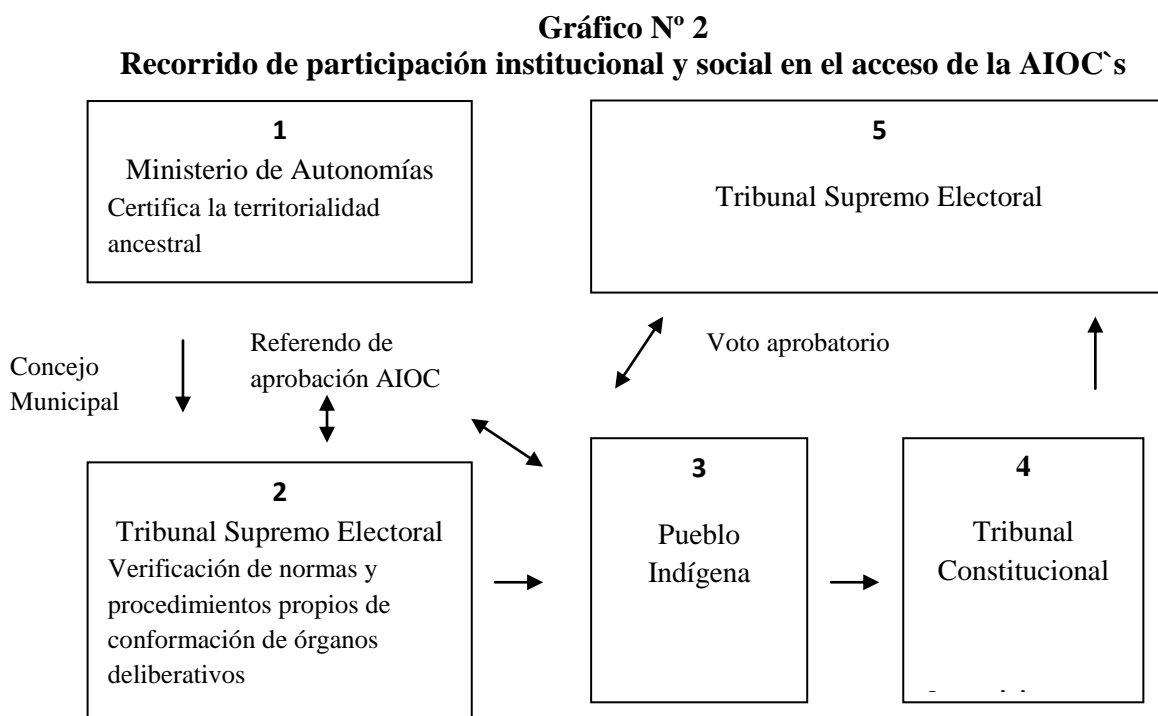 Gráfico Nº 2
Recorrido de participación institucional y social en el acceso de la AIOC`s
1
Ministerio de Autonomías
Certifica la territorialidad
ancestral
5
Tribunal Supremo Electoral
Concejo
Municipal
Referendo de
aprobación AIOC
Voto aprobatorio
2
Tribunal Supremo Electoral
Verificación de normas y
procedimientos propios de
conformación de órganos
deliberativos
3
Pueblo
Indígena
4
Tribunal
Constitucional